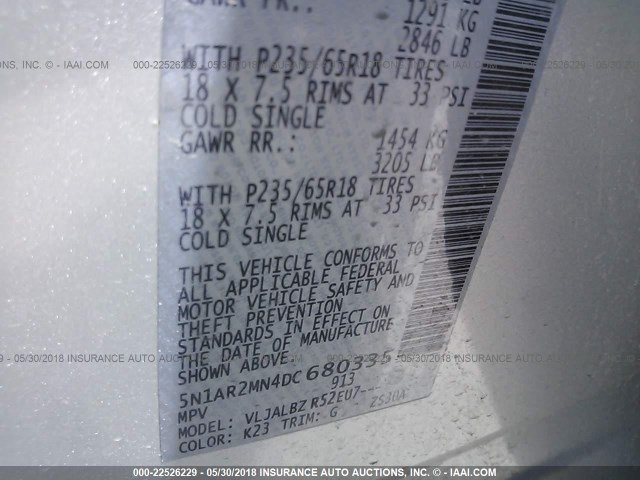 GAWR FR.: 1291 KG
2846 LB
WITH P235/65R18 TIRES
18 X 7.5 RIMS AT 33 PSI
COLD SINGLE
GAWR RR.: 1454 KG
3205 LB
WITH P235/65R18 TIRES
18 X 7.5 RIMS AT 33 PSI
COLD SINGLE
THIS VEHICLE CONFORMS TO
ALL APPLICABLE FEDERAL
MOTOR VEHICLE SAFETY AND
THEFT PREVENTION
STANDARDS IN EFFECT ON
THE DATE OF MANUFACTURE
SHOWN ABOVE.
5N1AR2MN4DC680335
MPV 913
MODEL: VLJALBZ R52EU7---
COLOR: K23 TRIM: G ZS30A
000-22526229 - 05/30/2018 INSURANCE AUTO AUCTIONS, INC. - © IAAI.COM